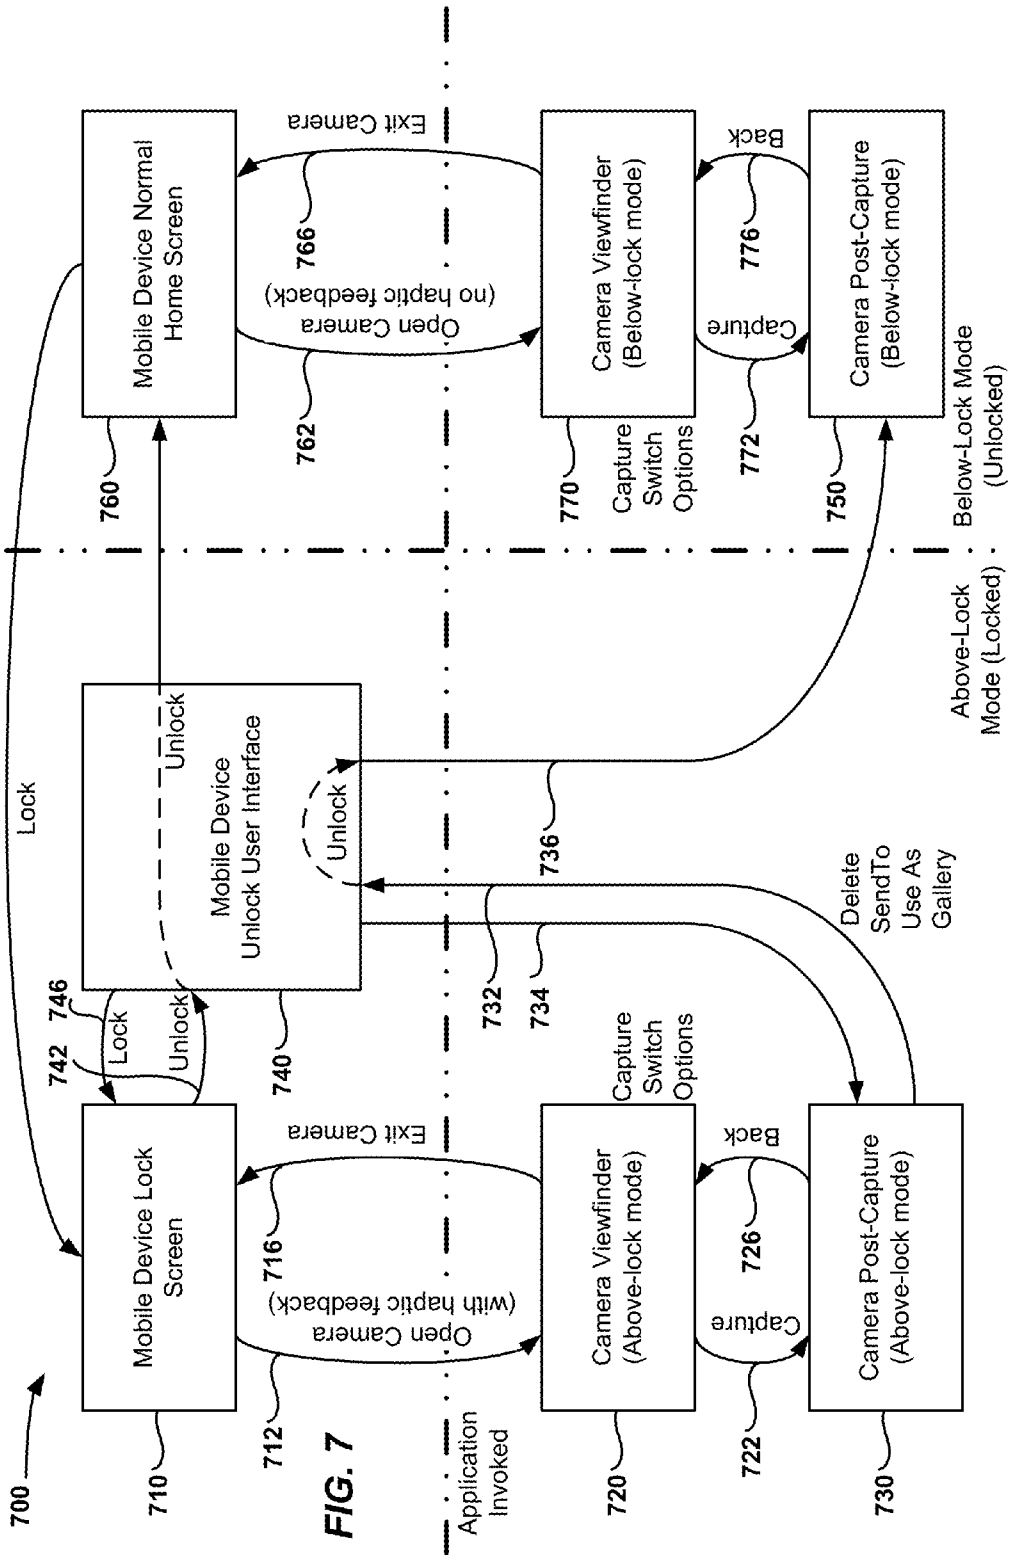 700
Lock
710
Mobile Device Lock
Screen
742
746
Lock
Unlock
740
Mobile Device
Unlock User Interface
Unlock
Unlock
760
Mobile Device Normal
Home Screen
712
Open Camera
(with haptic feedback)
716
Exit Camera
762
Open Camera
(no haptic feedback)
766
Exit Camera
FIG. 7
Application
Invoked
732
734
736
720
Camera Viewfinder
(Above-lock mode)
Capture
Switch
Options
770
Camera Viewfinder
(Below-lock mode)
Capture
Switch
Options
722
Capture
726
Back
772
Capture
776
Back
730
Camera Post-Capture
(Above-lock mode)
Delete
SendTo
Use As
Gallery
750
Camera Post-Capture
(Below-lock mode)
Above-Lock
Mode (Locked)
Below-Lock Mode
(Unlocked)